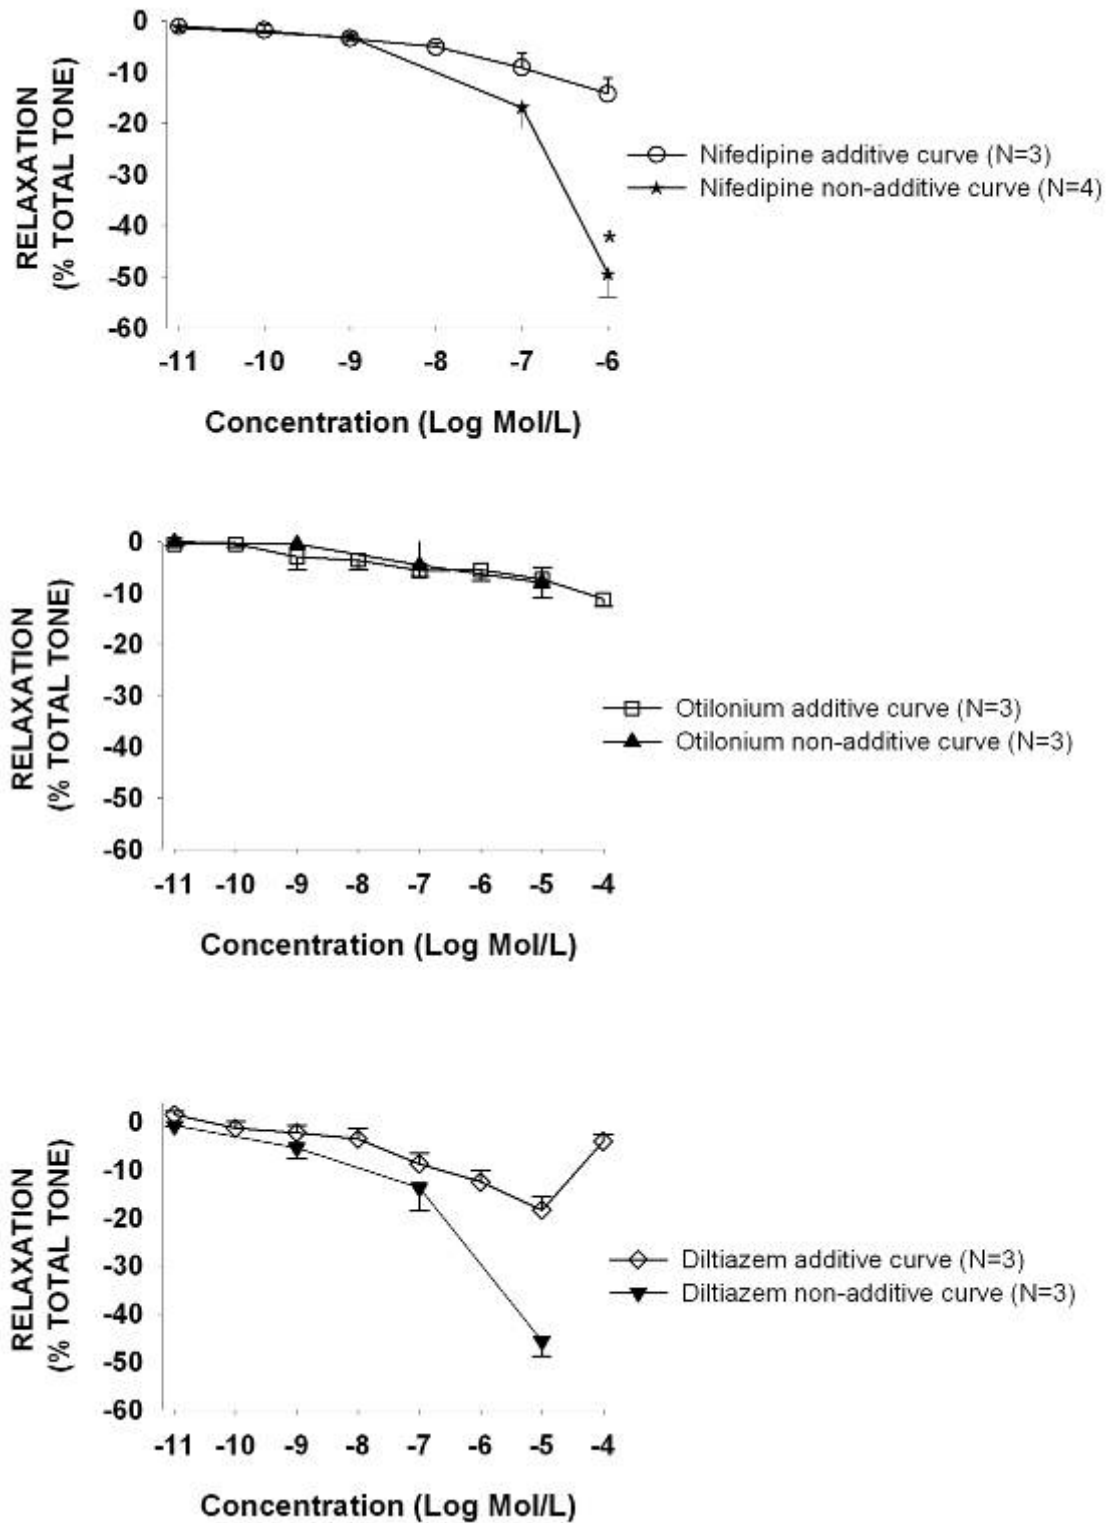 RELAXATION
(% TOTAL TONE)
0
-10
-20
-30
-40
-50
-60
*
-11 -10 -9 -8 -7 -6
Concentration (Log Mol/L)
Nifedipine additive curve (N=3)
Nifedipine non-additive curve (N=4)
RELAXATION
(% TOTAL TONE)
0
-10
-20
-30
-40
-50
-60
-11 -10 -9 -8 -7 -6 -5 -4
Concentration (Log Mol/L)
Otilonium additive curve (N=3)
Otilonium non-additive curve (N=3)
RELAXATION
(% TOTAL TONE)
0
-10
-20
-30
-40
-50
-60
-11 -10 -9 -8 -7 -6 -5 -4
Concentration (Log Mol/L)
Diltiazem additive curve (N=3)
Diltiazem non-additive curve (N=3)